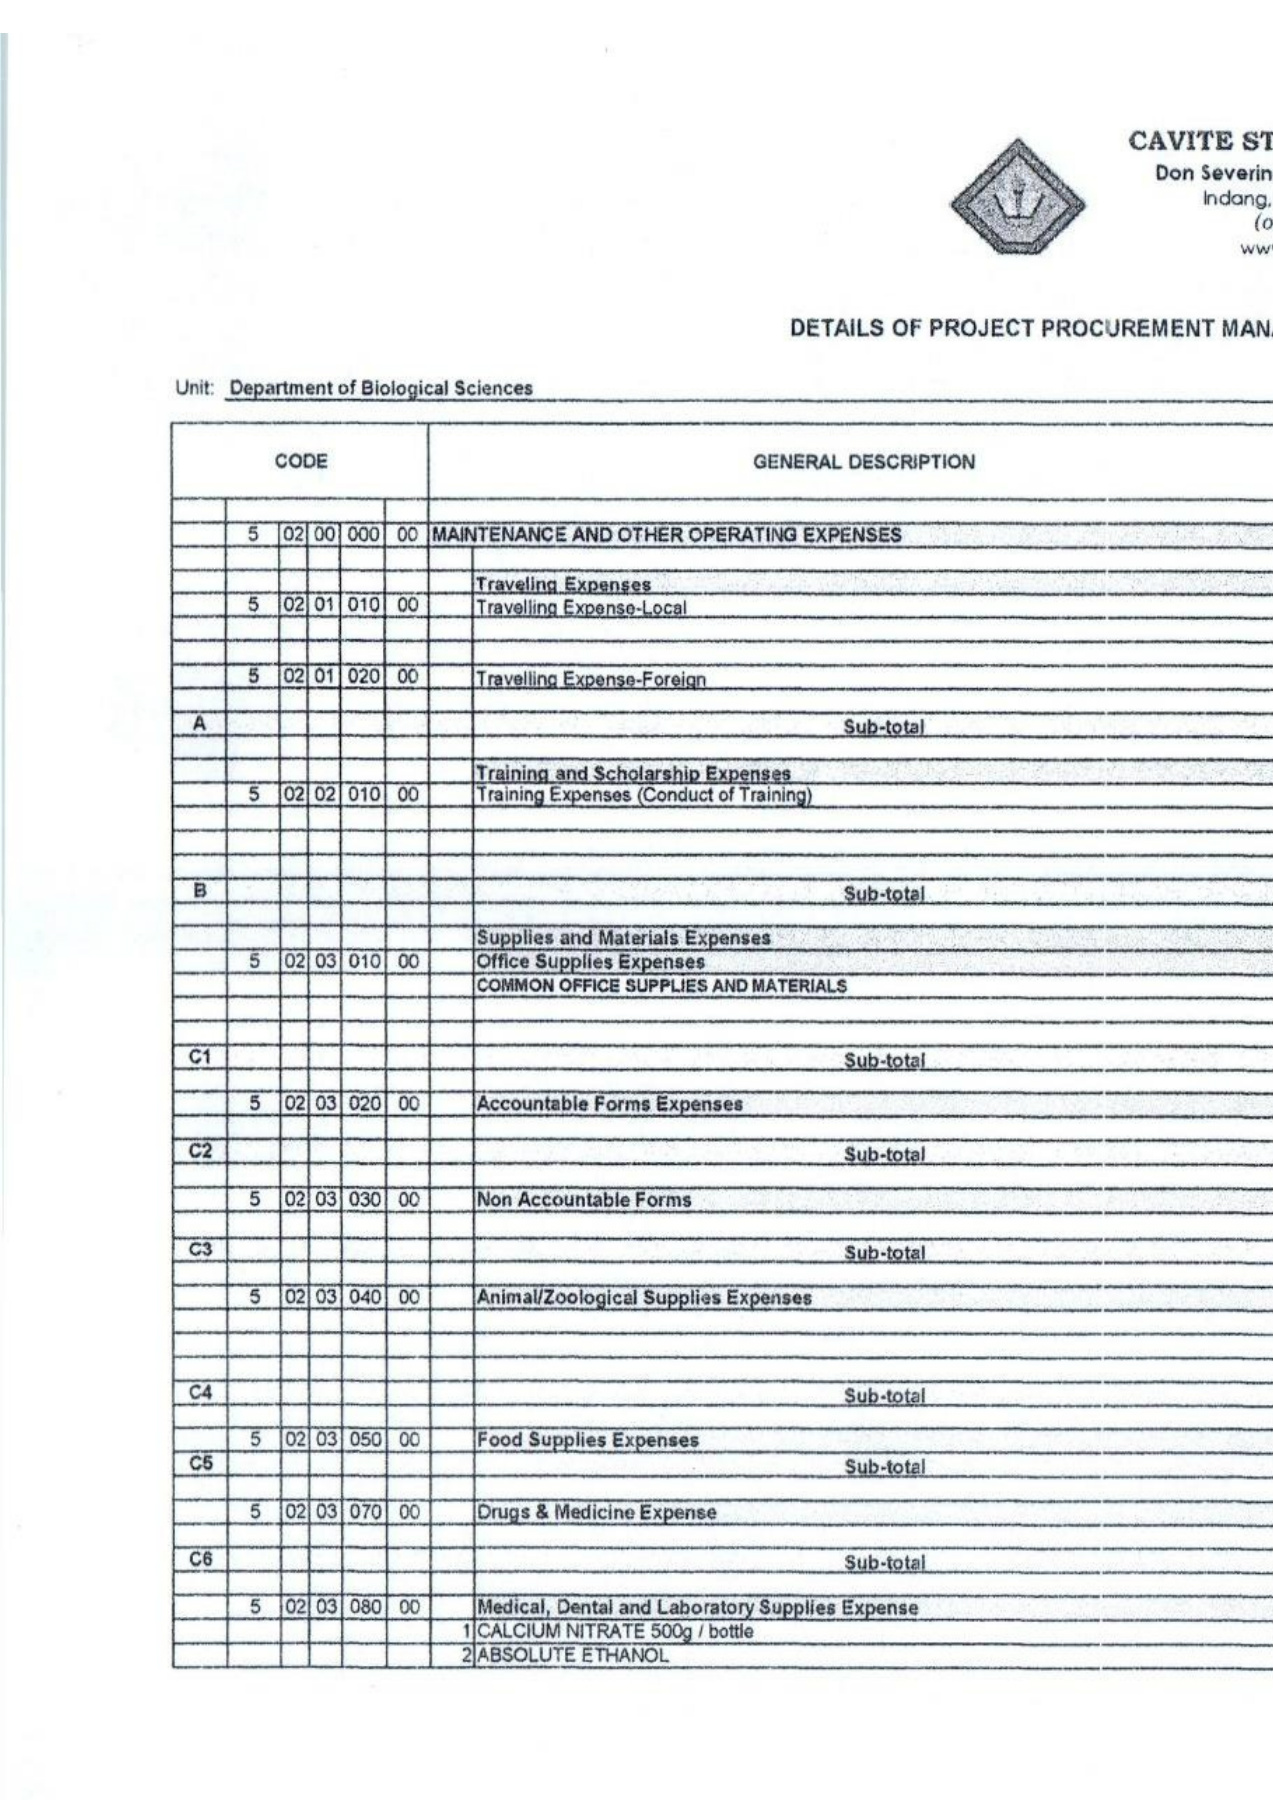 CAVITE ST
Don Severin
Indang,
(o
www
DETAILS OF PROJECT PROCUREMENT MAN
Unit: Department of Biological Sciences
CODE GENERAL DESCRIPTION
5 02 00 000 00 MAINTENANCE AND OTHER OPERATING EXPENSES
Traveling Expenses
5 02 01 010 00 Travelling Expense-Local
5 02 01 020 00 Travelling Expense-Foreign
A Sub-total
Training and Scholarship Expenses
5 02 02 010 00 Training Expenses (Conduct of Training)
B Sub-total
Supplies and Materials Expenses
5 02 03 010 00 Office Supplies Expenses
COMMON OFFICE SUPPLIES AND MATERIALS
C1 Sub-total
5 02 03 020 00 Accountable Forms Expenses
C2 Sub-total
5 02 03 030 00 Non Accountable Forms
C3 Sub-total
5 02 03 040 00 Animal/Zoological Supplies Expenses
C4 Sub-total
5 02 03 050 00 Food Supplies Expenses
C5 Sub-total
5 02 03 070 00 Drugs & Medicine Expense
C6 Sub-total
5 02 03 080 00 Medical, Dental and Laboratory Supplies Expense
1 CALCIUM NITRATE 500g / bottle
2 ABSOLUTE ETHANOL